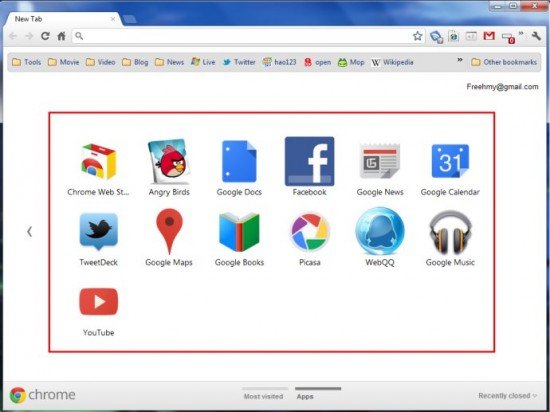 New Tab
Tools Movie Video Blog News Live Twitter hao123 open Mop Wikipedia » Other bookmarks
Freehmy@gmail.com
Chrome Web St... Angry Birds Google Docs Facebook Google News Google Calendar
31
TweetDeck Google Maps Google Books Picasa WebQQ Google Music
YouTube
chrome Most visited Apps Recently closed